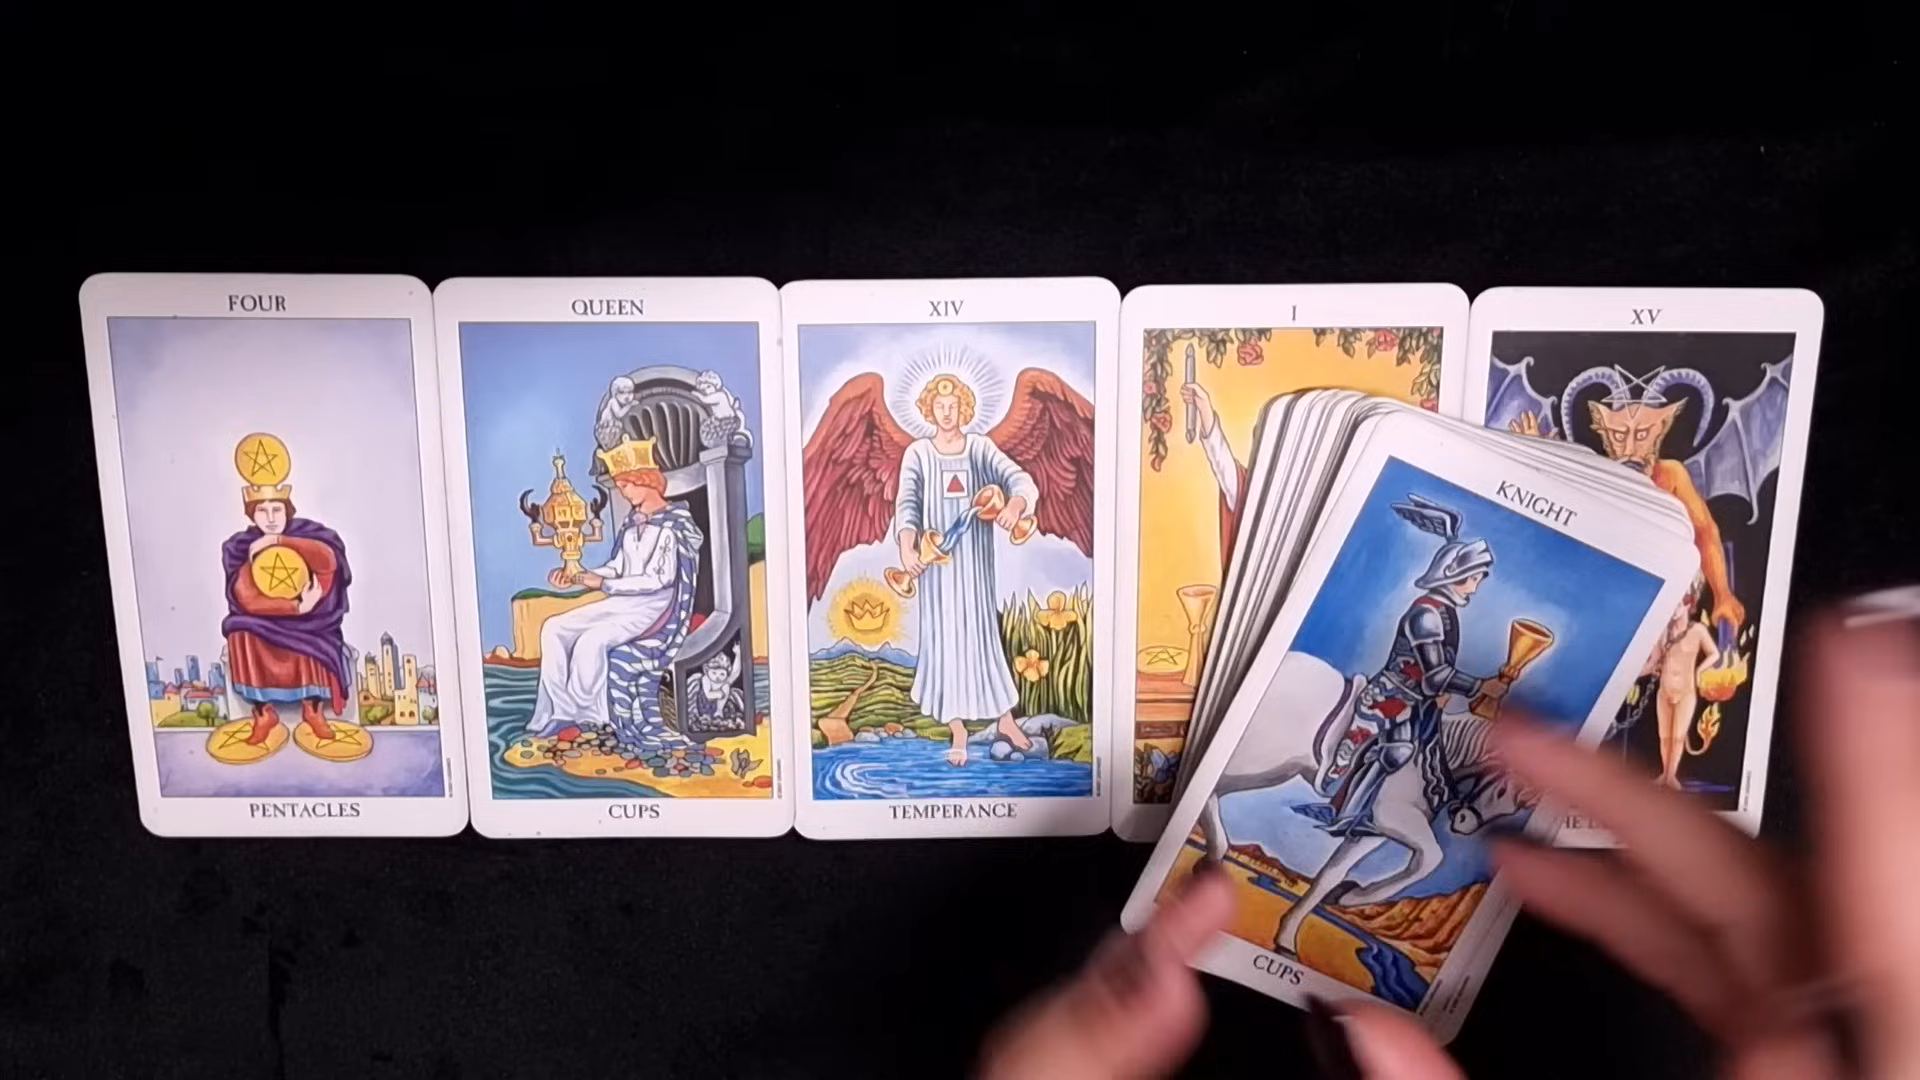 FOUR
PENTACLES
QUEEN
CUPS
XIV
TEMPERANCE
I
XV
KNIGHT
CUPS